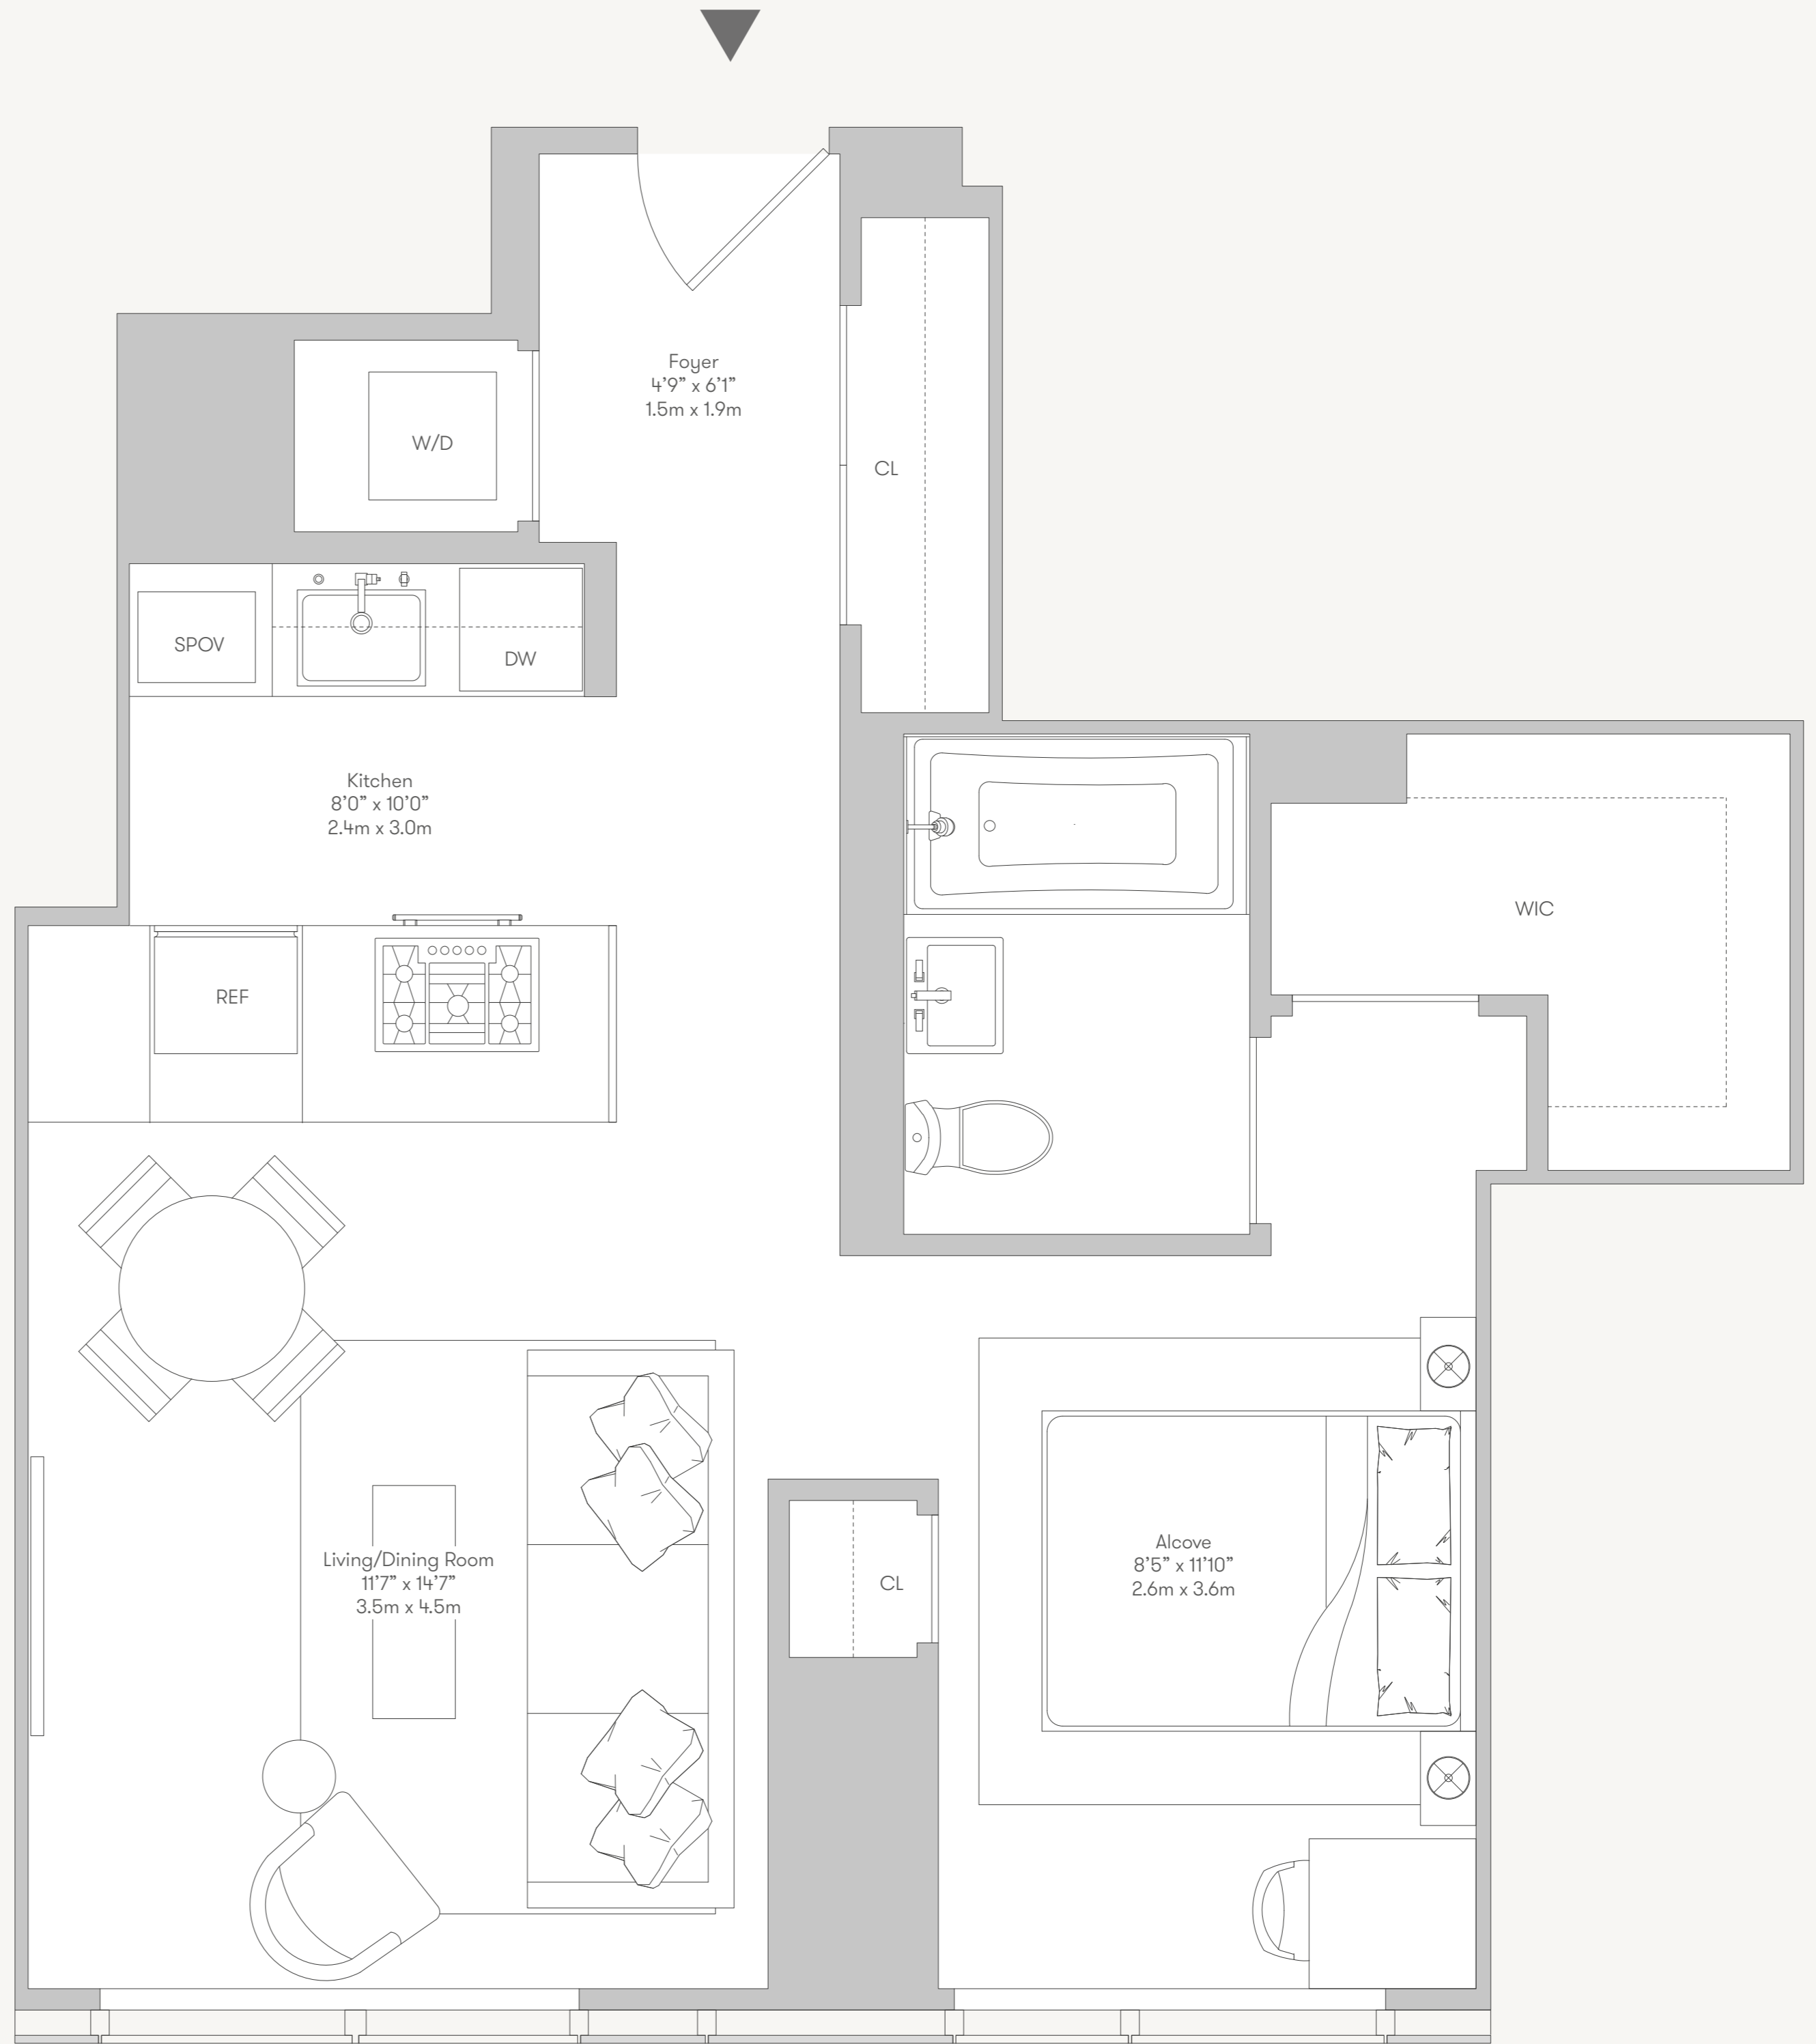 Foyer
4’9” x 6’1”
1.5m x 1.9m
W/D
CL
SPOV
DW
Kitchen
8’0” x 10’0”
2.4m x 3.0m
WIC
REF
Living/Dining Room
11’7” x 14’7”
3.5m x 4.5m
CL
Alcove
8’5” x 11’10”
2.6m x 3.6m